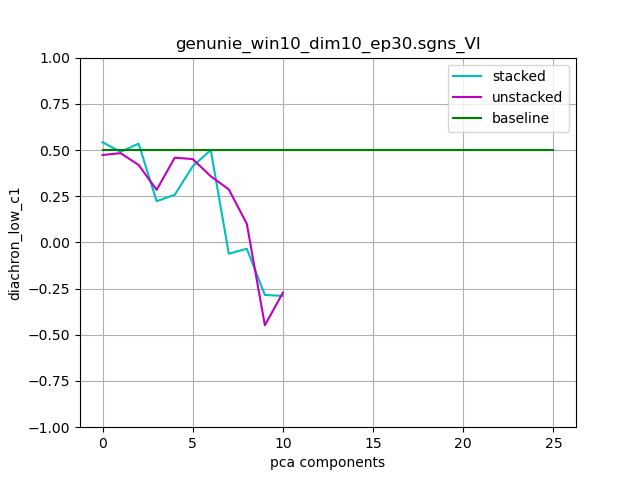 genunie_win10_dim10_ep30.sgns_VI
stacked
unstacked
baseline
diachron_low_c1
1.00
0.75
0.50
0.25
0.00
−0.25
−0.50
−0.75
−1.00
0
5
10
15
20
25
pca components